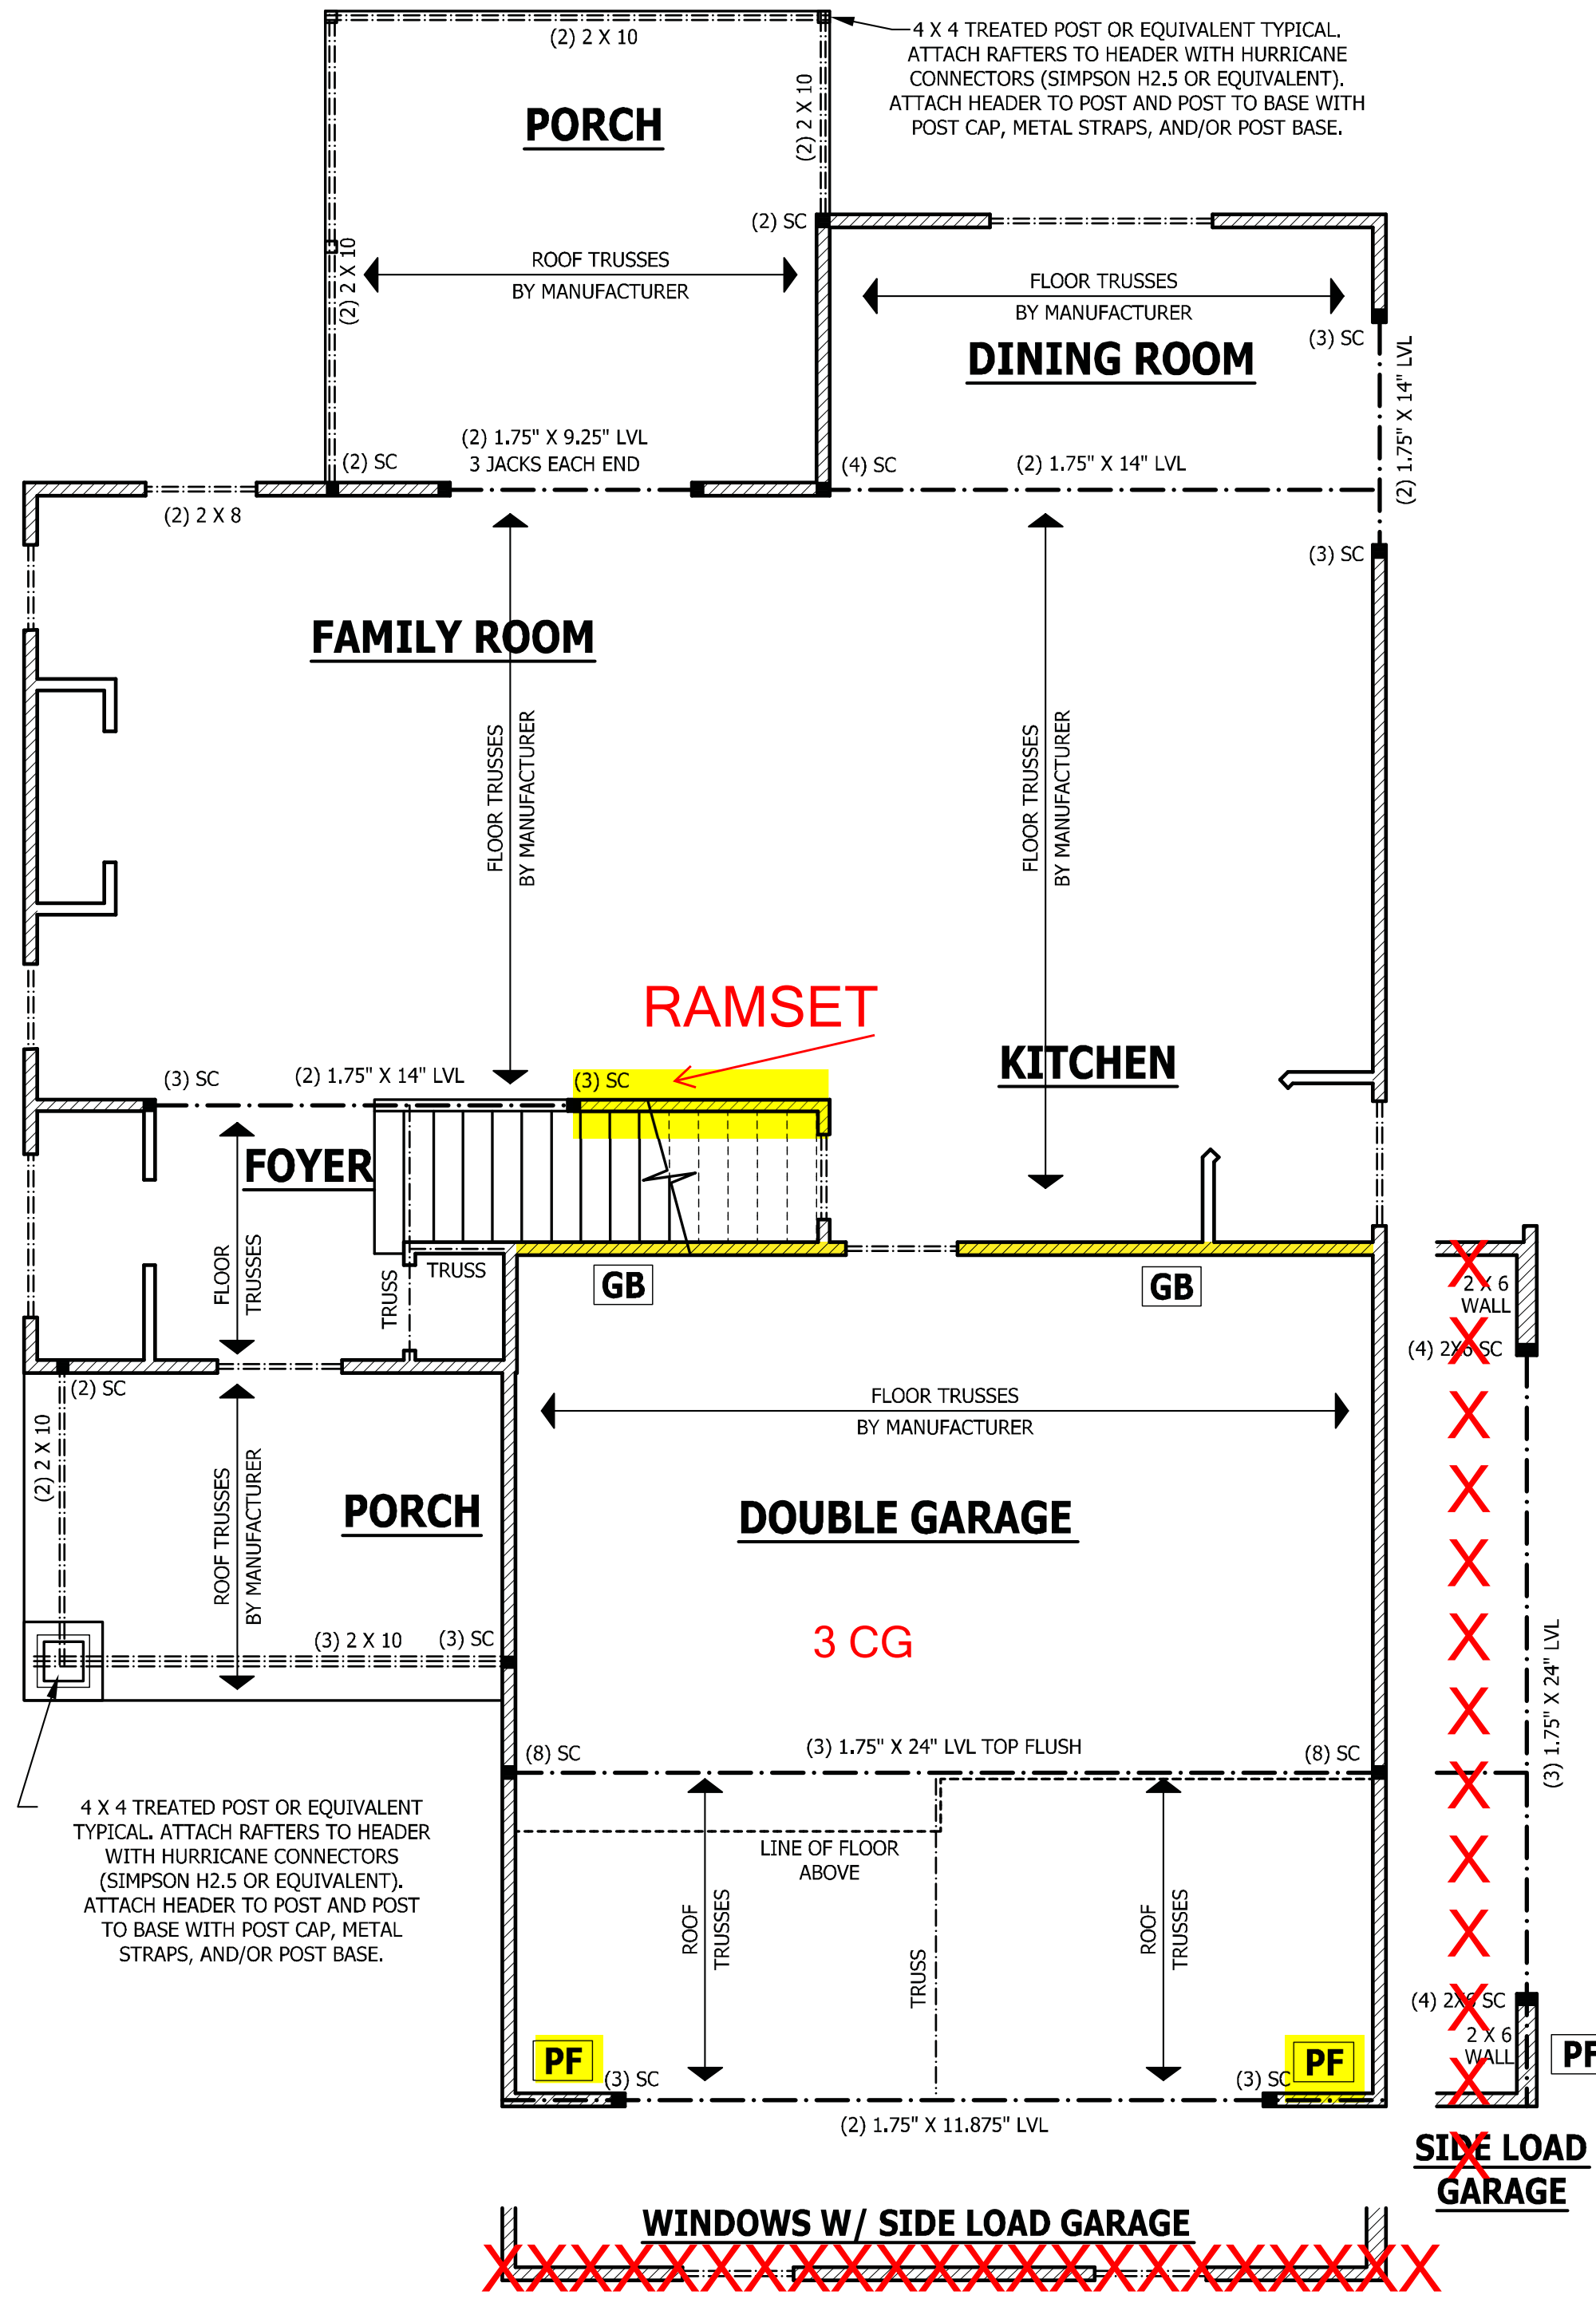 (2) 2 X 10
4 X 4 TREATED POST OR EQUIVALENT TYPICAL.
ATTACH RAFTERS TO HEADER WITH HURRICANE
CONNECTORS (SIMPSON H2.5 OR EQUIVALENT).
ATTACH HEADER TO POST AND POST TO BASE WITH
POST CAP, METAL STRAPS, AND/OR POST BASE.
PORCH
(2) 2 X 10
(2) SC
(2) 2 X 10
ROOF TRUSSES
BY MANUFACTURER
FLOOR TRUSSES
BY MANUFACTURER
DINING ROOM
(3) SC
(2) 1.75" X 14" LVL
(2) 1.75" X 9.25" LVL
3 JACKS EACH END
(2) SC
(4) SC
(2) 1.75" X 14" LVL
(2) 2 X 8
(3) SC
FAMILY ROOM
FLOOR TRUSSES
BY MANUFACTURER
FLOOR TRUSSES
BY MANUFACTURER
RAMSET
KITCHEN
(3) SC
(2) 1.75" X 14" LVL
(3) SC
FOYER
FLOOR
TRUSSES
TRUSS
TRUSS
GB
GB
2 X 6
WALL
(4) 2X6 SC
(2) SC
(2) 2 X 10
FLOOR TRUSSES
BY MANUFACTURER
ROOF TRUSSES
BY MANUFACTURER
PORCH
DOUBLE GARAGE
(3) 2 X 10
(3) SC
3 CG
(3) 1.75" X 24" LVL
(8) SC
(3) 1.75" X 24" LVL TOP FLUSH
(8) SC
4 X 4 TREATED POST OR EQUIVALENT
TYPICAL. ATTACH RAFTERS TO HEADER
WITH HURRICANE CONNECTORS
(SIMPSON H2.5 OR EQUIVALENT).
ATTACH HEADER TO POST AND POST
TO BASE WITH POST CAP, METAL
STRAPS, AND/OR POST BASE.
LINE OF FLOOR
ABOVE
ROOF
TRUSSES
TRUSS
ROOF
TRUSSES
(4) 2X6 SC
2 X 6
WALL
PF
PF
(3) SC
(3) SC
PF
(2) 1.75" X 11.875" LVL
SIDE LOAD
GARAGE
WINDOWS W/ SIDE LOAD GARAGE
X
X
X
X
X
X
X
X
X
X
X
X
X
XXXXXXXXXXXXXXXXXXXXXX